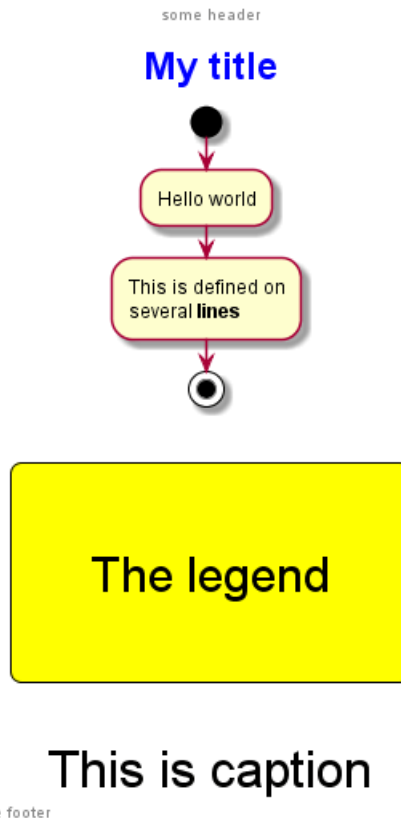 some header
My title
Hello world
This is defined on
several lines
The legend
This is caption
footer